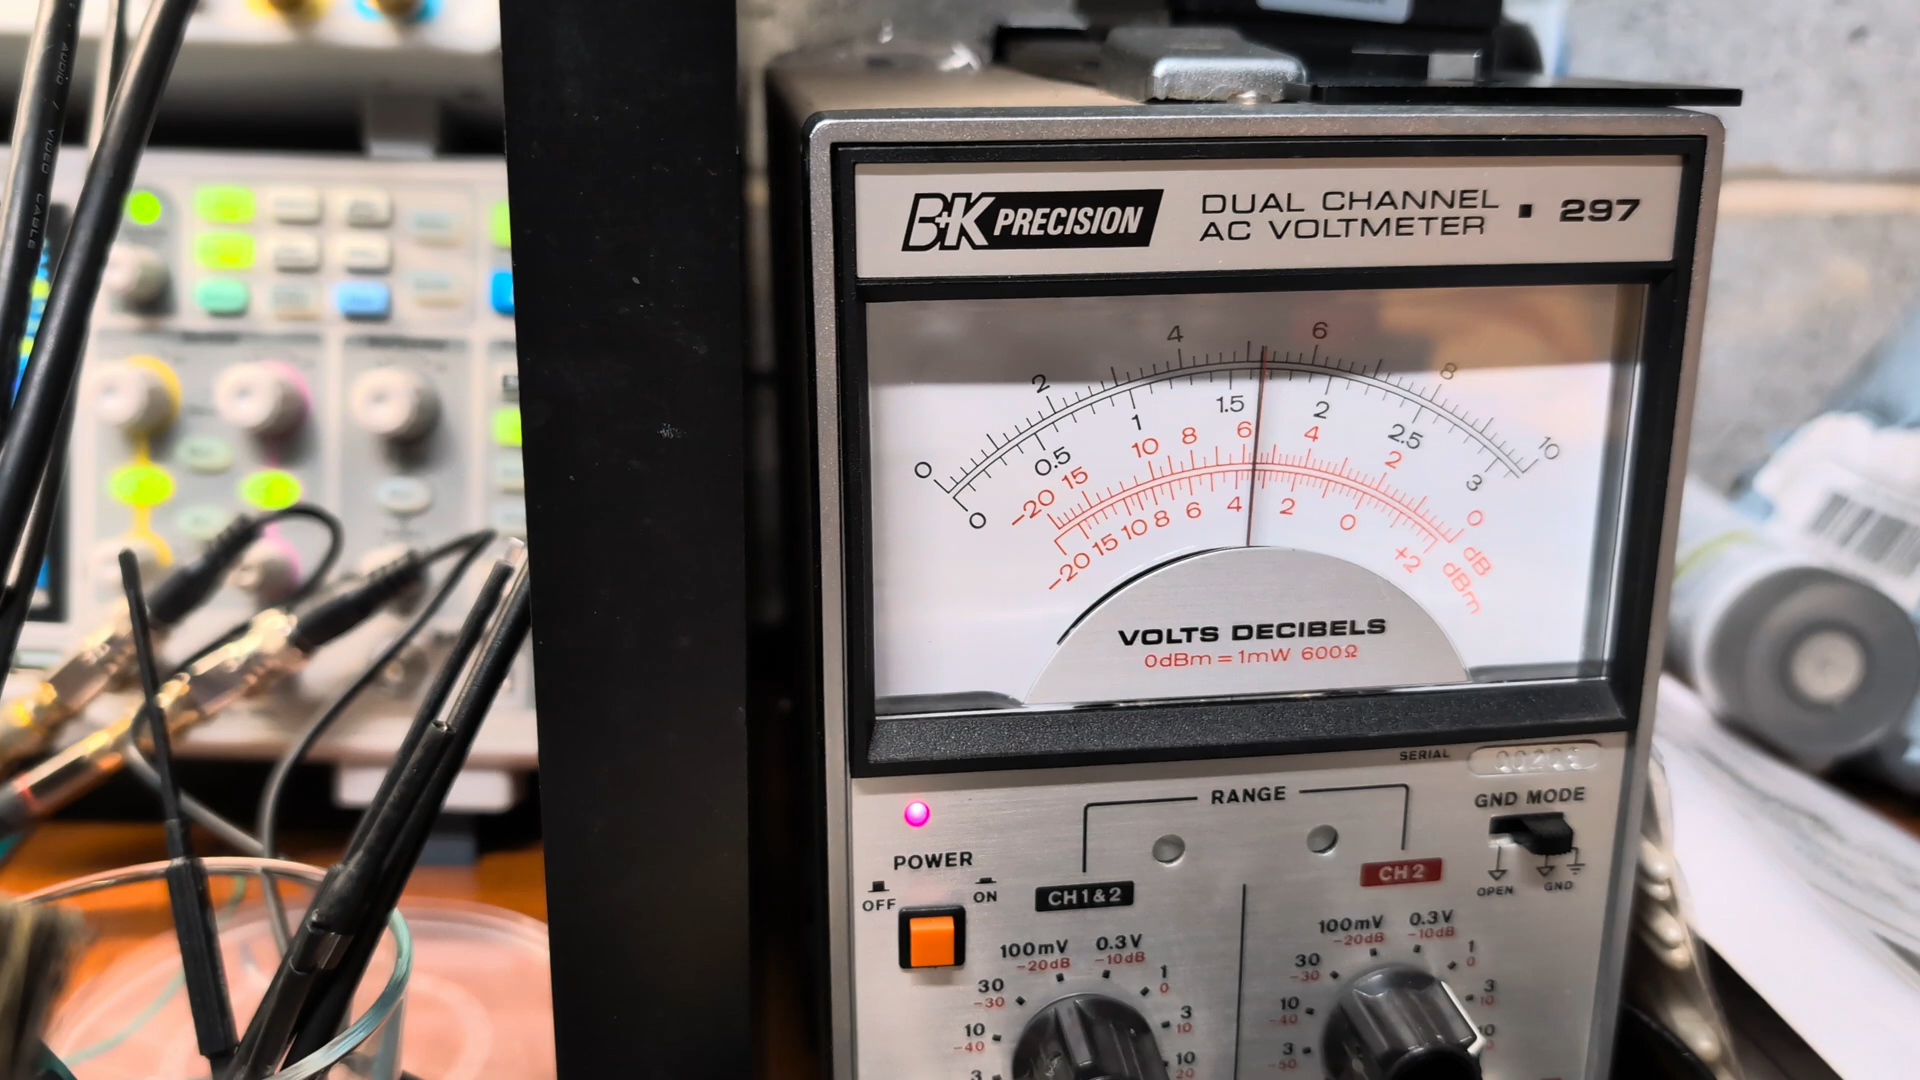 AUDIO / VIDEO CABLE
B+K PRECISION
DUAL CHANNEL
AC VOLTMETER ▪ 297
0 2 4 6 8 10
0 0.5 1 1.5 2 2.5 3
-20 15 10 8 6 4 2 0 dB
-20 15 10 8 6 4 2 0 +2 dBm
VOLTS DECIBELS
0dBm = 1mW 600Ω
SERIAL
RANGE
GND MODE
POWER
OFF
ON
CH1&2
CH2
OPEN
GND
100mV
-20dB
0.3V
-10dB
30
-30
1
0
10
-40
3
10
3
10
20
100mV
-20dB
0.3V
-10dB
30
-30
1
0
10
-40
3
10
3
-50